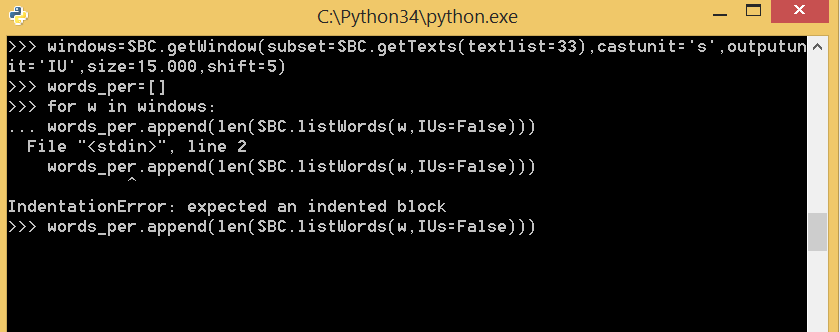 C:\Python34\python.exe
>>> windows=SBC.getWindow(subset=SBC.getTexts(textlist=33),castunit='s',outputun
it='IU',size=15.000,shift=5)
>>> words_per=[]
>>> for w in windows:
... words_per.append(len(SBC.listWords(w,IUs=False)))
  File "<stdin>", line 2
    words_per.append(len(SBC.listWords(w,IUs=False)))
            ^
IndentationError: expected an indented block
>>> words_per.append(len(SBC.listWords(w,IUs=False)))